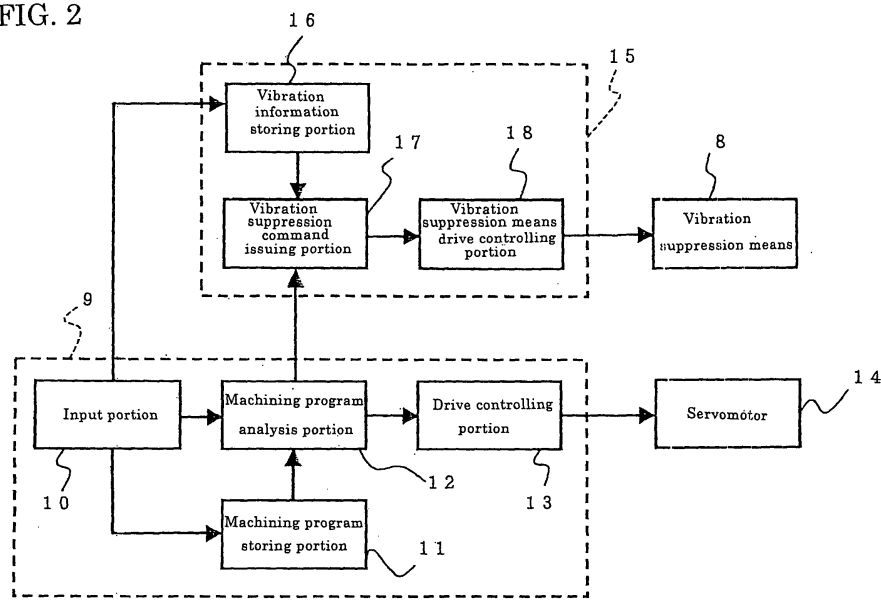 FIG. 2
16
15
Vibration
information
storing portion
17
18
8
Vibration
suppression
command
issuing portion
Vibration
suppression means
drive controlling
portion
Vibration
suppression means
9
14
Input portion
Machining program
analysis portion
Drive controlling
portion
Servomotor
10
12
13
Machining program
storing portion
11